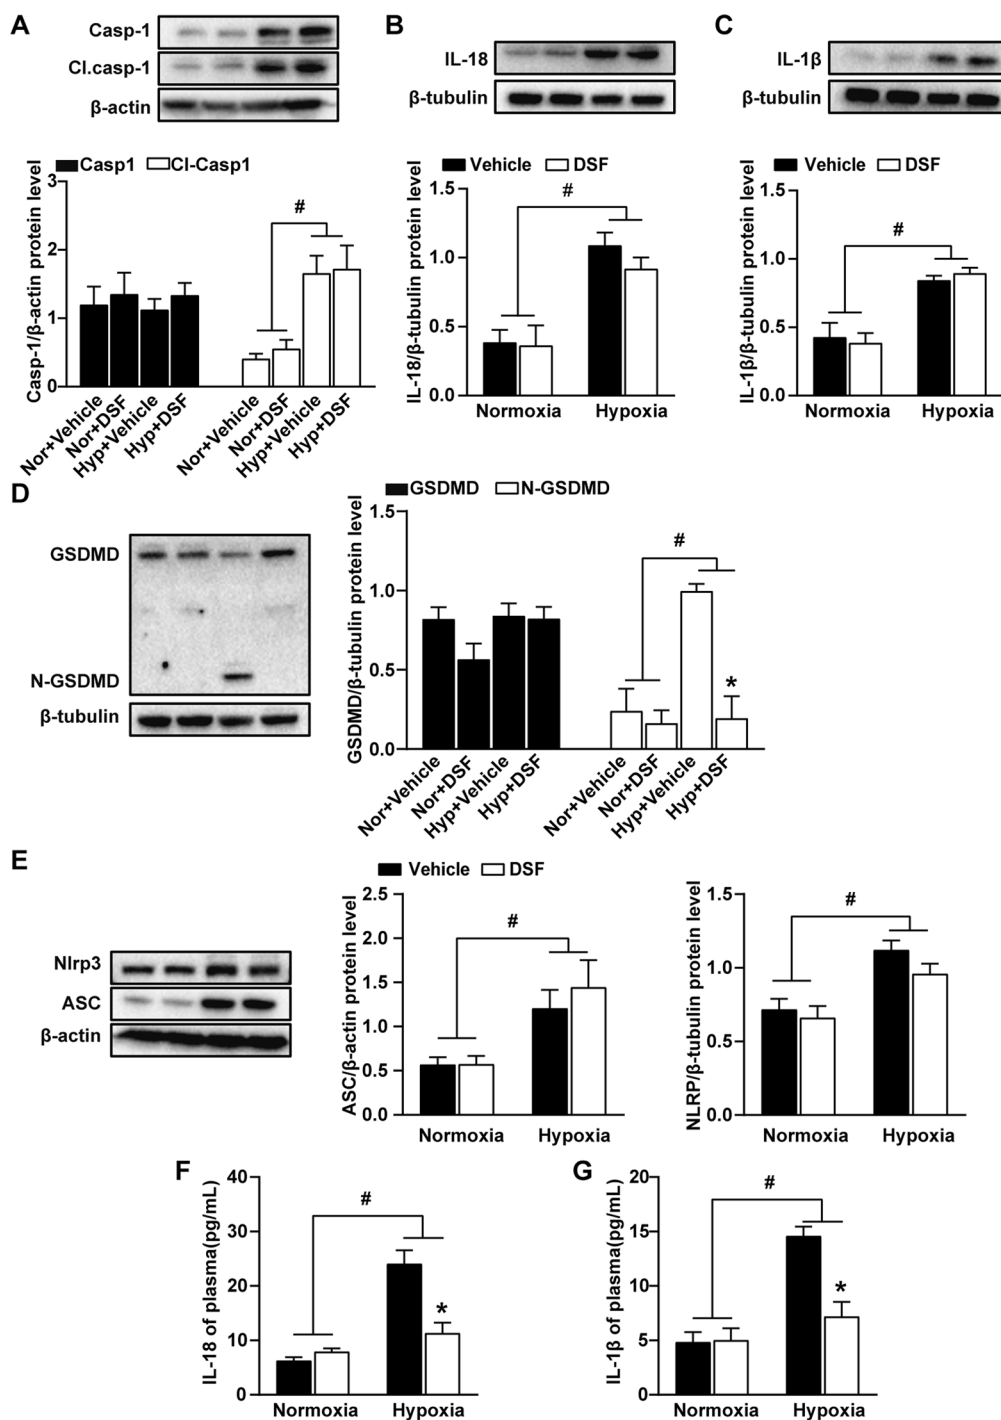 A
Casp-1
Cl.casp-1
β-actin
B
IL-18
β-tubulin
C
IL-1β
β-tubulin
Casp1 Cl-Casp1
Casp-1/β-actin protein level
3
2
1
0
#
Nor+Vehicle
Nor+DSF
Hyp+Vehicle
Hyp+DSF
Nor+Vehicle
Nor+DSF
Hyp+Vehicle
Hyp+DSF
Vehicle DSF
IL-18/β-tubulin protein level
1.5
1.0
0.5
0.0
#
Normoxia Hypoxia
Vehicle DSF
IL-1β/β-tubulin protein level
1.5
1.0
0.5
0.0
#
Normoxia Hypoxia
D
GSDMD
N-GSDMD
β-tubulin
GSDMD N-GSDMD
GSDMD/β-tubulin protein level
1.5
1.0
0.5
0.0
#
*
Nor+Vehicle
Nor+DSF
Hyp+Vehicle
Hyp+DSF
Nor+Vehicle
Nor+DSF
Hyp+Vehicle
Hyp+DSF
E
Nlrp3
ASC
β-actin
Vehicle DSF
ASC/β-actin protein level
2.5
2.0
1.5
1.0
0.5
0.0
#
Normoxia Hypoxia
NLRP/β-tubulin protein level
1.5
1.0
0.5
0.0
#
Normoxia Hypoxia
F
IL-18 of plasma(pg/mL)
40
30
20
10
0
#
*
Normoxia Hypoxia
G
IL-1β of plasma(pg/mL)
20
15
10
5
0
#
*
Normoxia Hypoxia